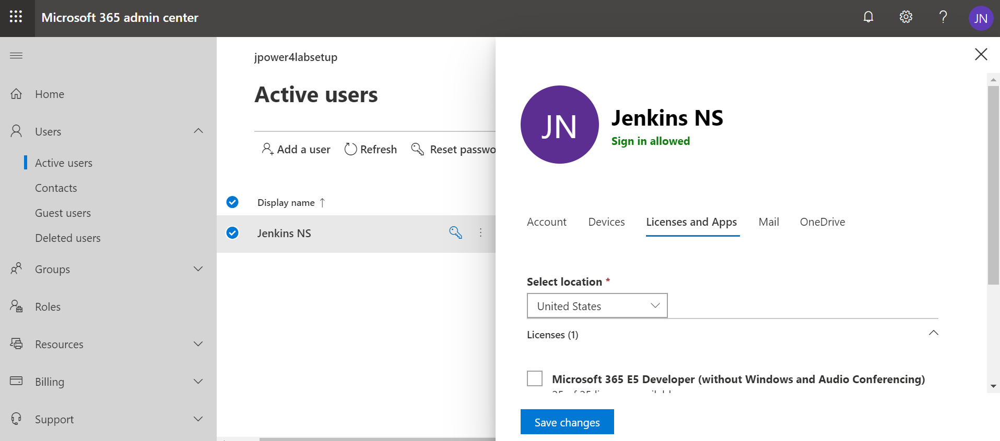 Microsoft 365 admin center
JN
Home
Users
Active users
Contacts
Guest users
Deleted users
Groups
Roles
Resources
Billing
Support
jpower4labsetup
Active users
Add a user Refresh Reset passwo
Display name ↑
Jenkins NS
JN
Jenkins NS
Sign in allowed
Account Devices Licenses and Apps Mail OneDrive
Select location *
United States
Licenses (1)
Microsoft 365 E5 Developer (without Windows and Audio Conferencing)
Save changes